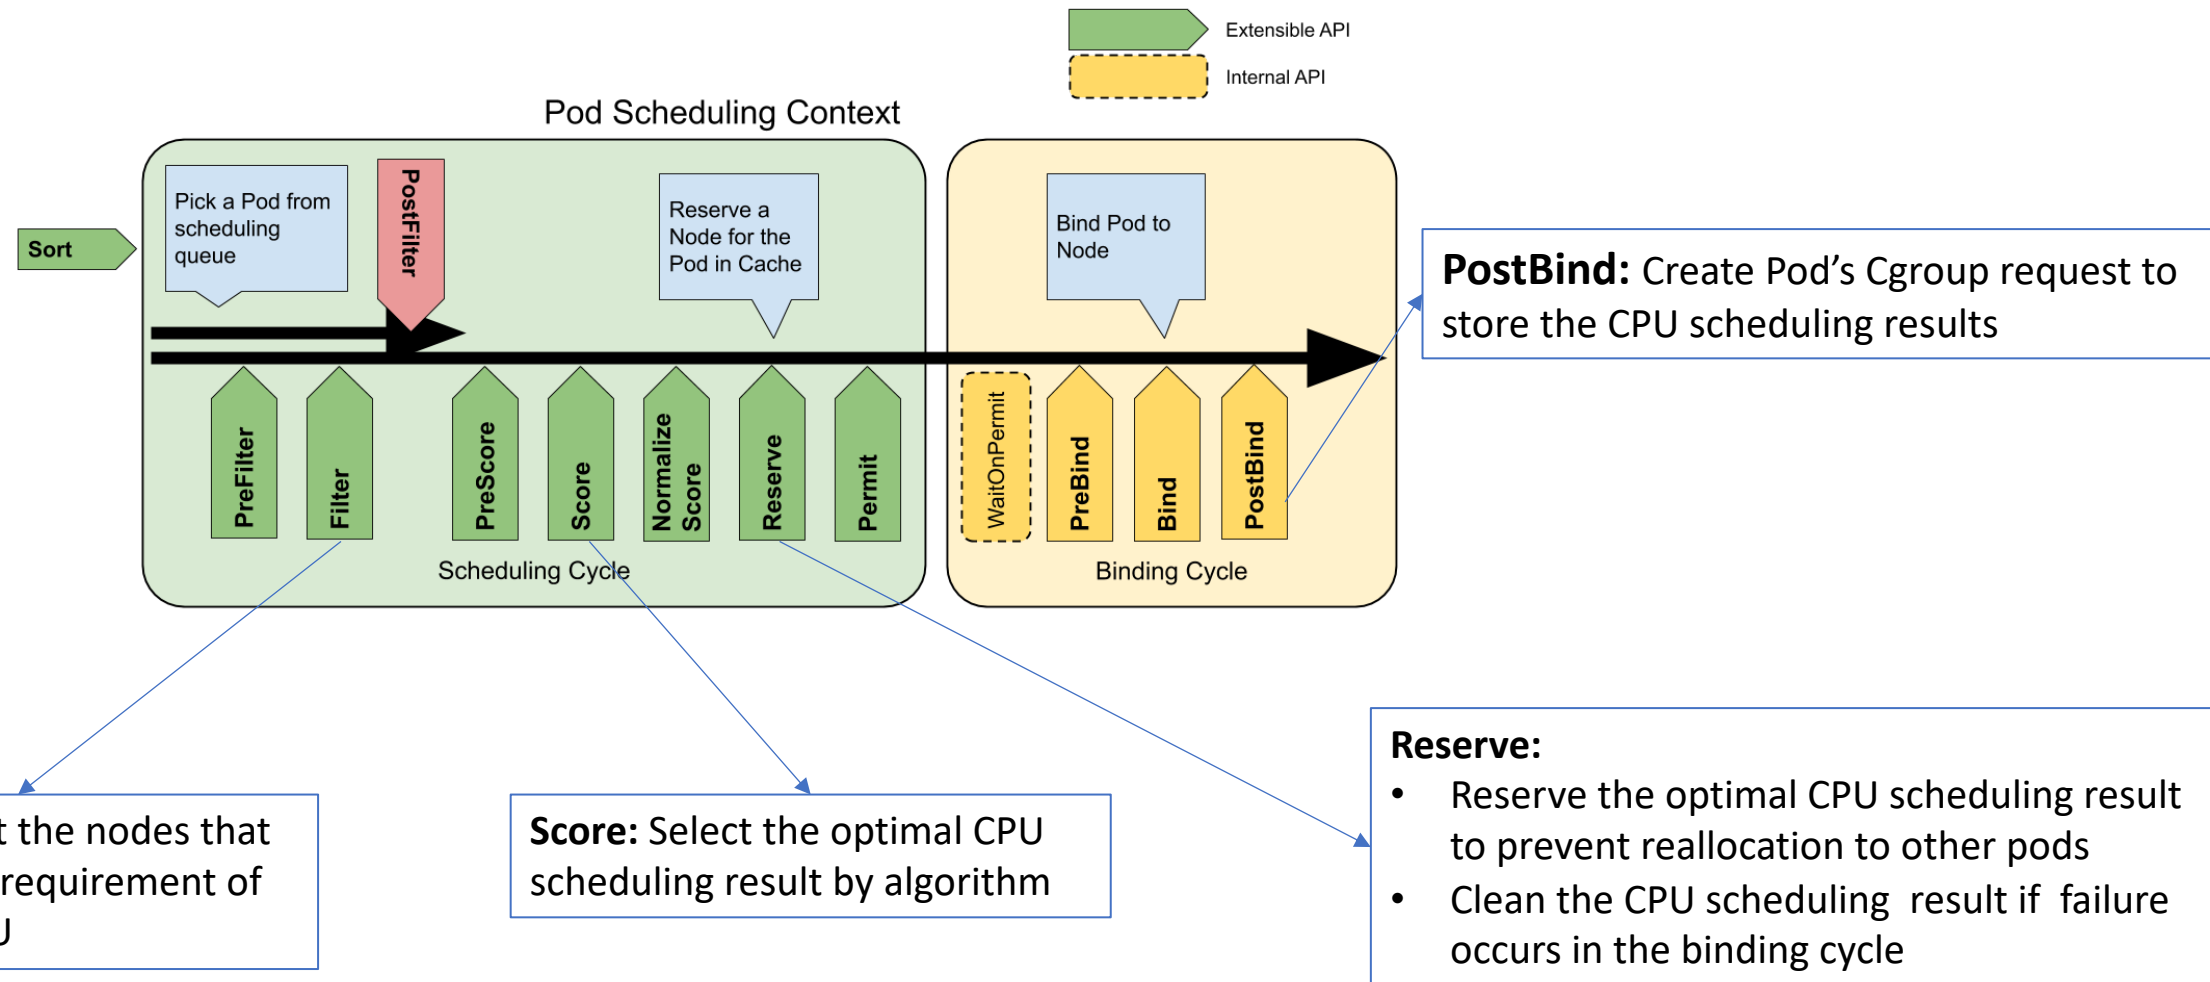 Extensible API
Internal API
Pod Scheduling Context
Sort
Pick a Pod from
scheduling
queue
PostFilter
Reserve a
Node for the
Pod in Cache
Bind Pod to
Node
PreFilter
Filter
PreScore
Score
Normalize
Score
Reserve
Permit
WaitOnPermit
PreBind
Bind
PostBind
Scheduling Cycle
Binding Cycle
PostBind: Create Pod’s Cgroup request to
store the CPU scheduling results
the nodes that
requirement of
Score: Select the optimal CPU
scheduling result by algorithm
Reserve:
• Reserve the optimal CPU scheduling result
to prevent reallocation to other pods
• Clean the CPU scheduling result if failure
occurs in the binding cycle